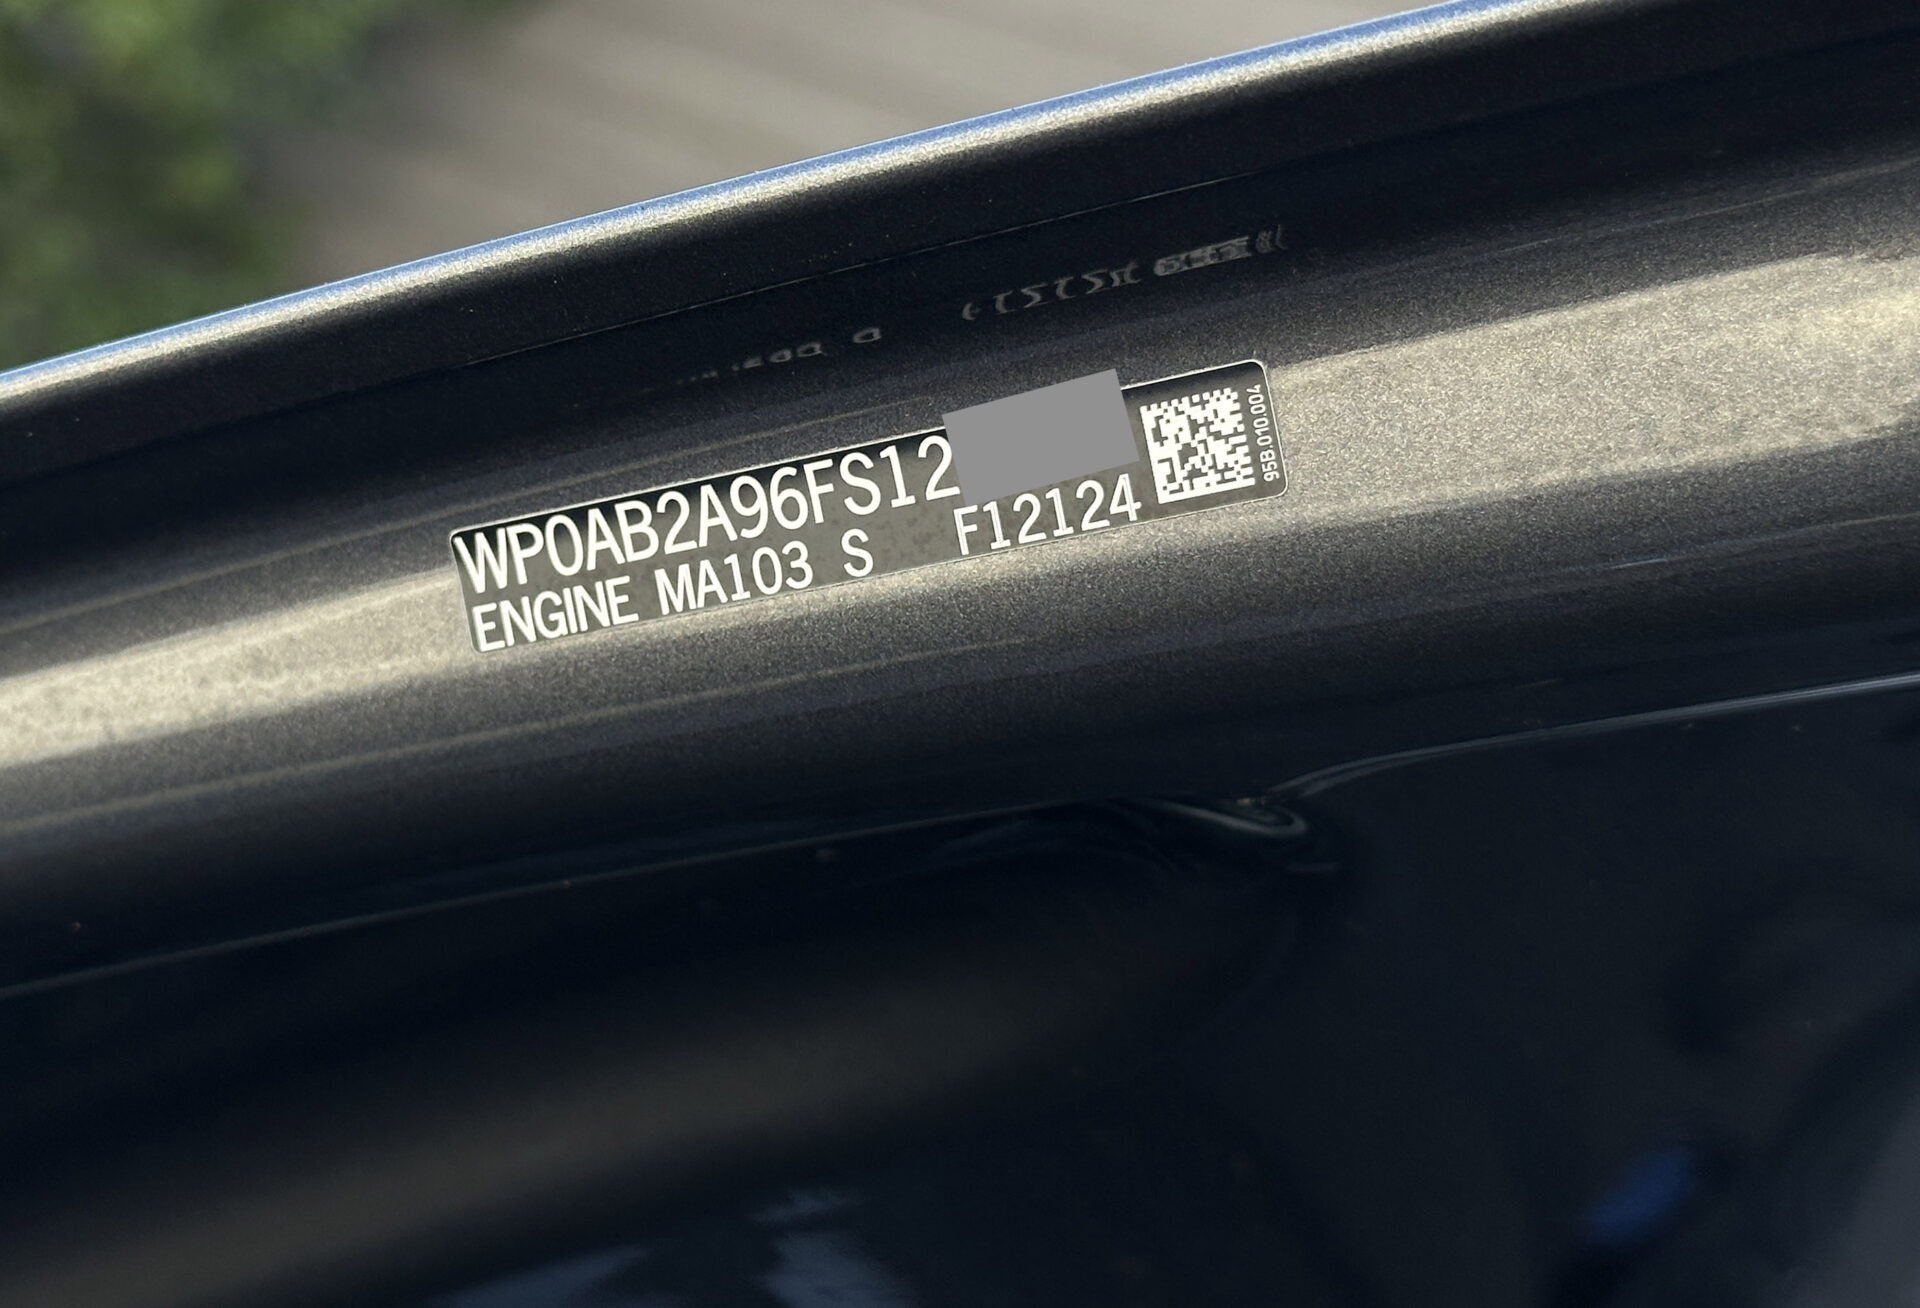 WP0AB2A96FS12
ENGINE MA103 S F12124
95B.010.004